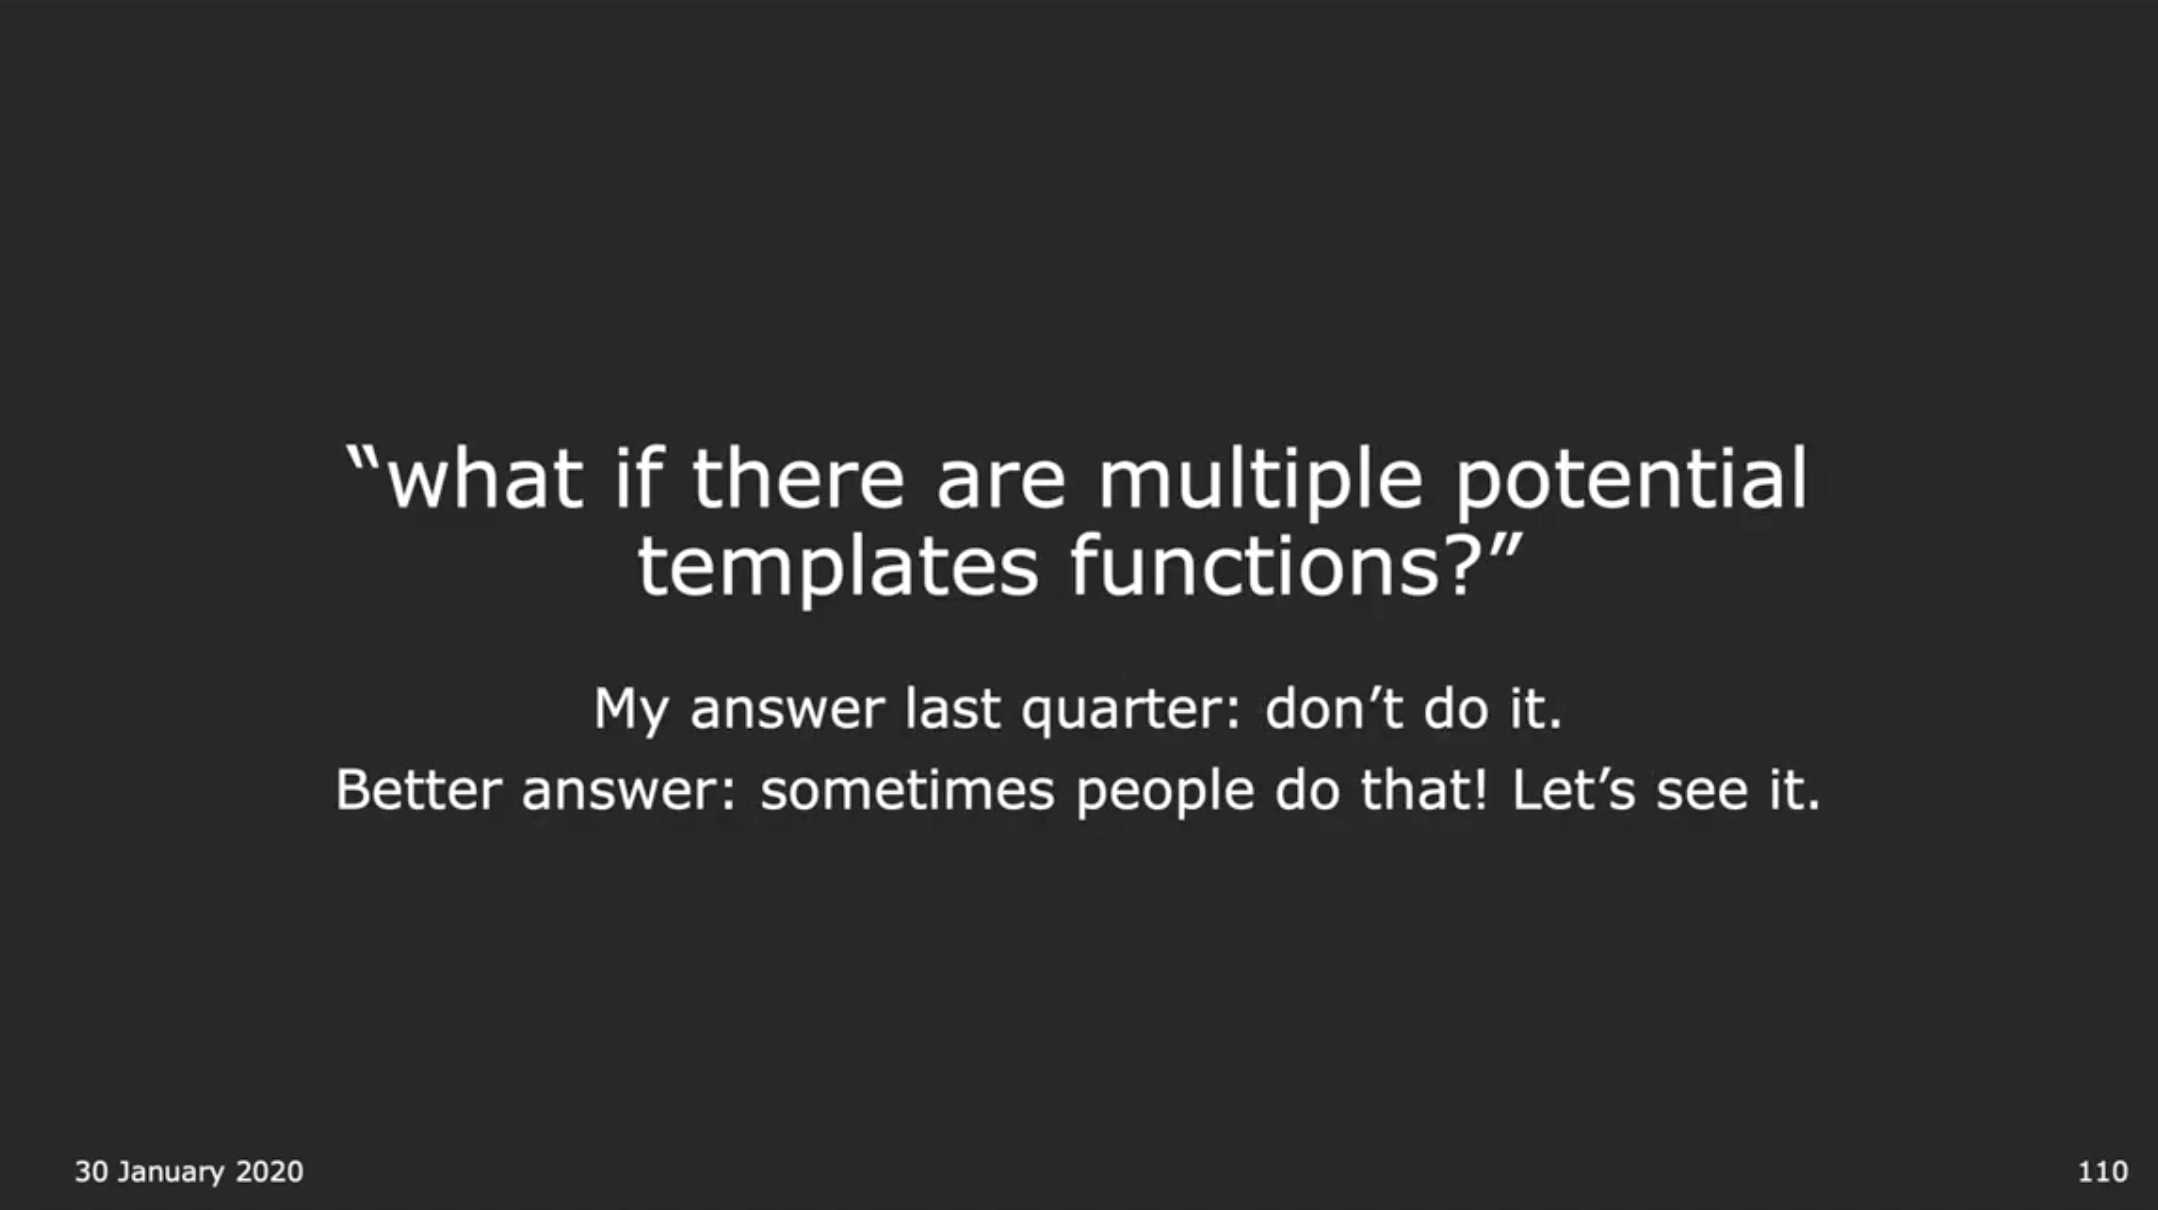 “what if there are multiple potential
templates functions?”
My answer last quarter: don’t do it.
Better answer: sometimes people do that! Let’s see it.
30 January 2020
110